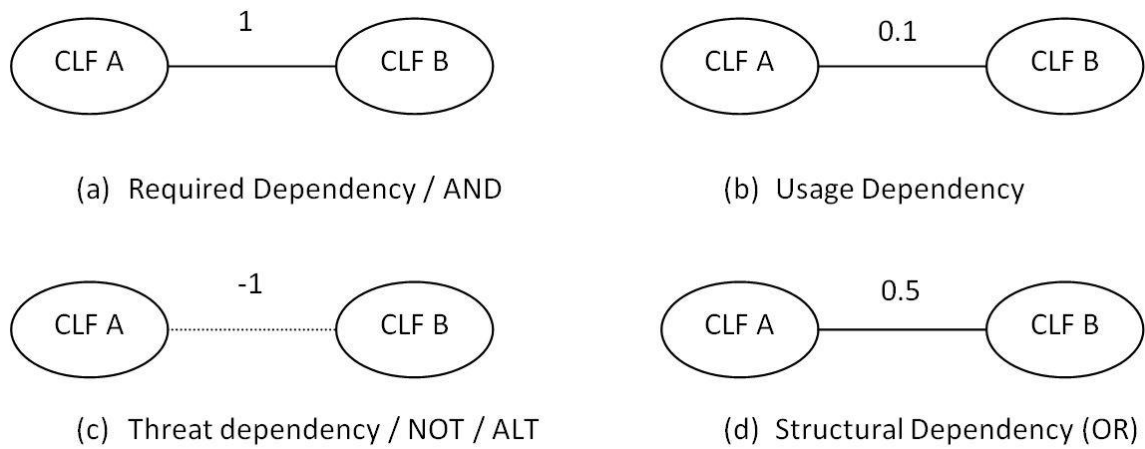 1
CLF A CLF B
(a) Required Dependency / AND
0.1
CLF A CLF B
(b) Usage Dependency
-1
CLF A CLF B
(c) Threat dependency / NOT / ALT
0.5
CLF A CLF B
(d) Structural Dependency (OR)